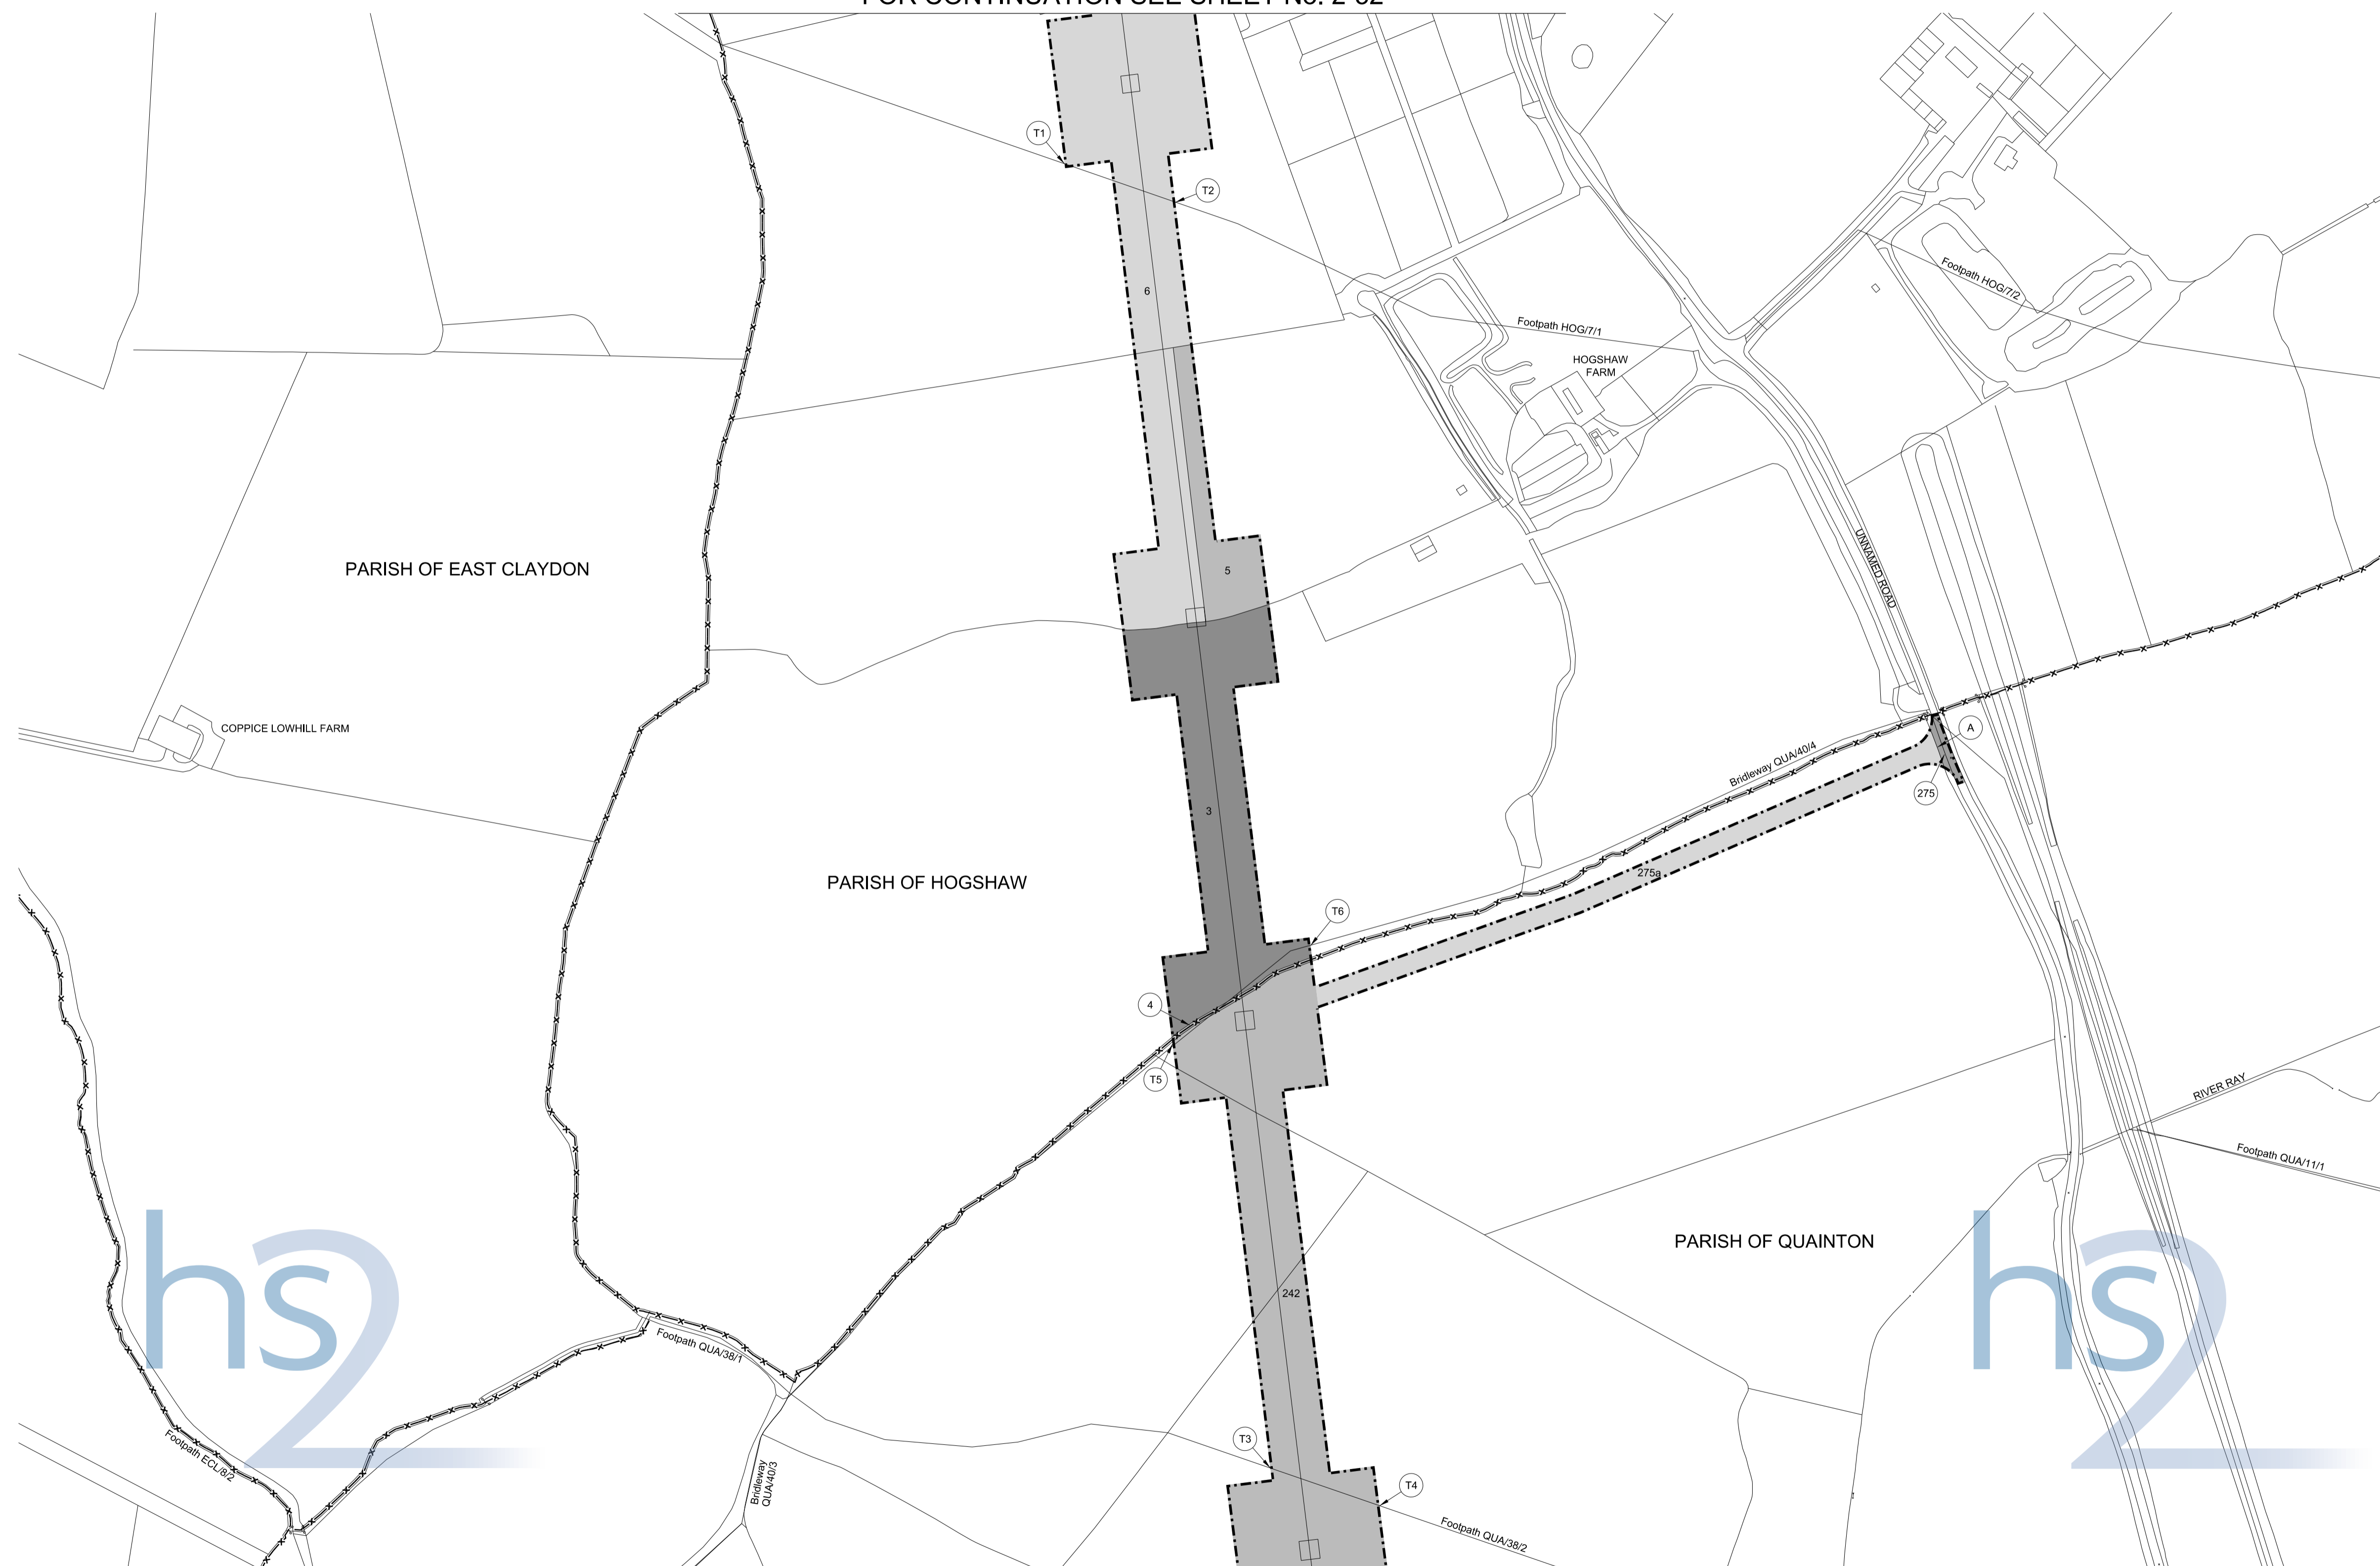 FOR CONTINUATION SEE SHEET No. 2-62
T1
T2
6
Footpath HOG/7/2
Footpath HOG/7/1
HOGSHAW
FARM
PARISH OF EAST CLAYDON
5
UNNAMED ROAD
COPPICE LOWHILL FARM
A
Bridleway QUA/40/4
275
3
275a
PARISH OF HOGSHAW
T6
4
T5
RIVER RAY
Footpath QUA/11/1
PARISH OF QUAINTON
242
hs2
hs2
Footpath QUA/38/1
Footpath ECL/8/2
Bridleway
QUA/40/3
T3
T4
Footpath QUA/38/2